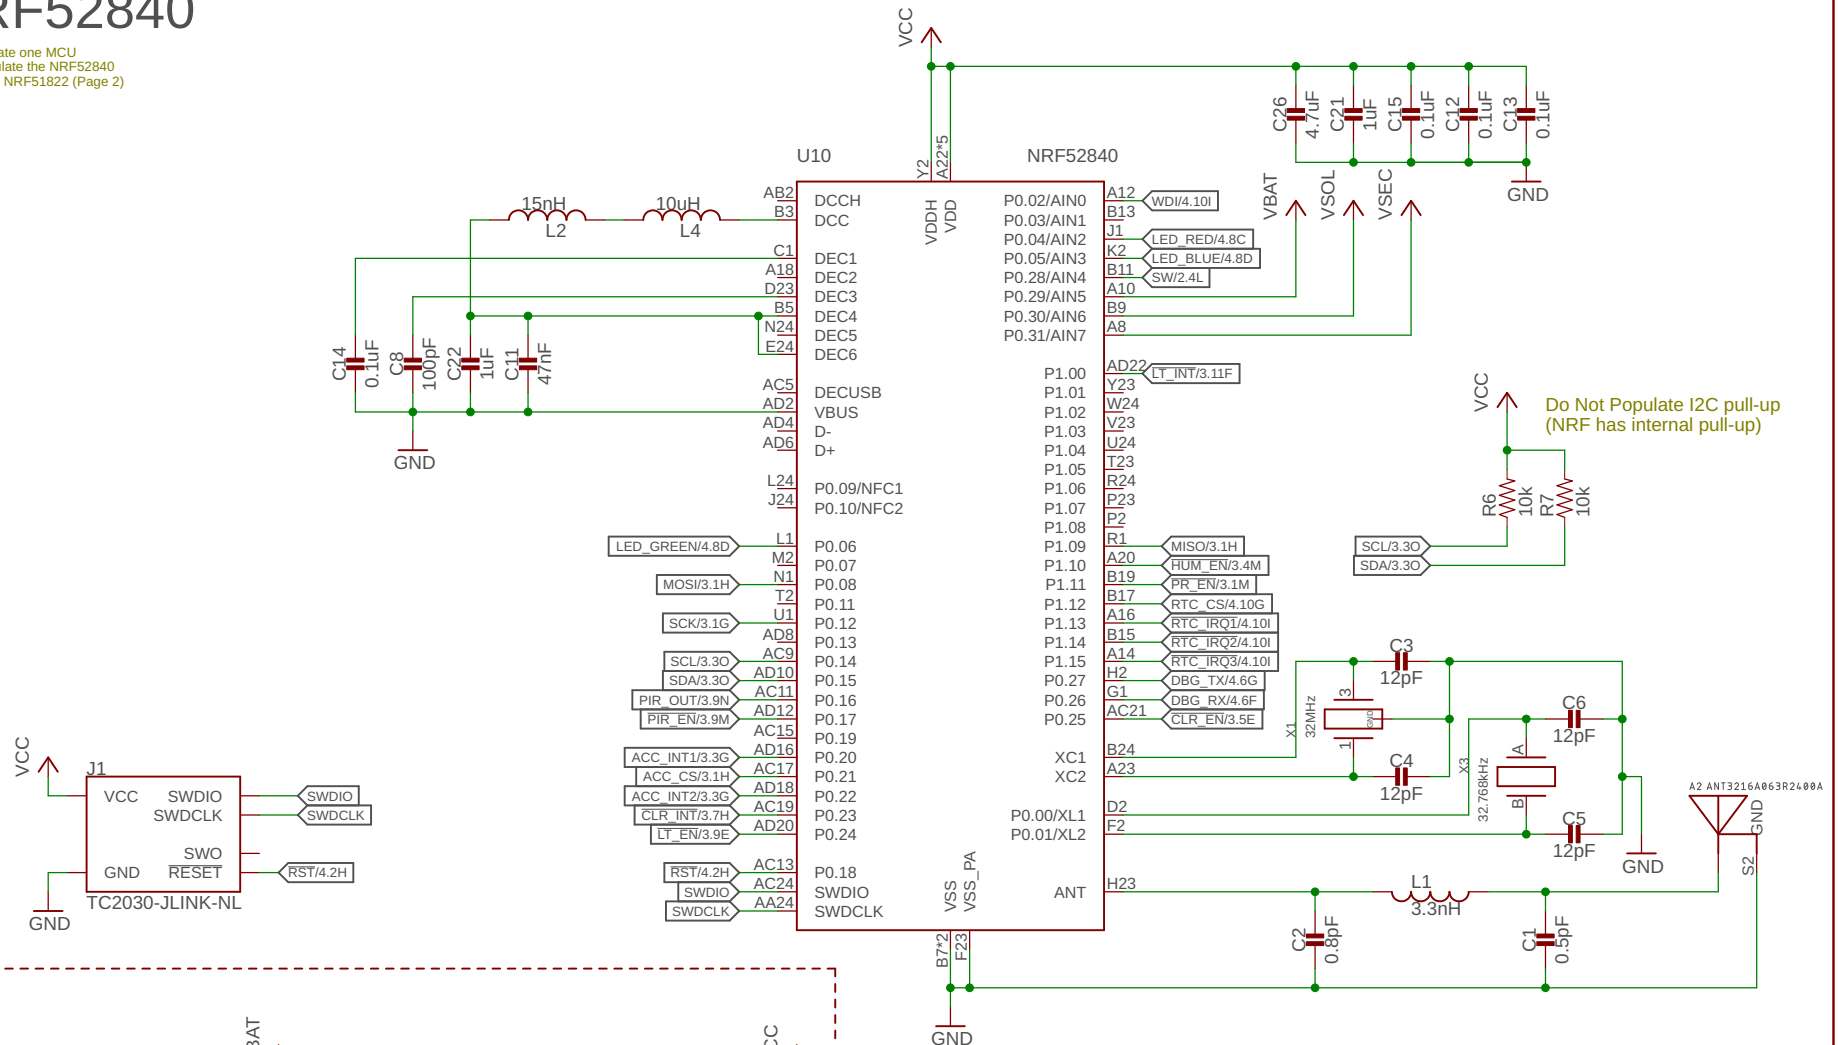 RF52840
ate one MCU
ulate the NRF52840
NRF51822 (Page 2)
VCC
C26
4.7uF
C21
1uF
C15
0.1uF
C12
0.1uF
C13
0.1uF
GND
U10
NRF52840
Y2
A22*5
VDDH
VDD
15nH
L2
10uH
L4
AB2 DCCH
B3 DCC
C1 DEC1
A18 DEC2
D23 DEC3
B5 DEC4
N24 DEC5
E24 DEC6
AC5 DECUSB
AD2 VBUS
AD4 D-
AD6 D+
L24 P0.09/NFC1
J24 P0.10/NFC2
C14
0.1uF
C8
100pF
C22
1uF
C11
47nF
GND
LED_GREEN/4.8D L1 P0.06
M2 P0.07
MOSI/3.1H N1 P0.08
T2 P0.11
SCK/3.1G U1 P0.12
AD8 P0.13
SCL/3.3O AC9 P0.14
SDA/3.3O AD10 P0.15
PIR_OUT/3.9N AC11 P0.16
PIR_EN/3.9M AD12 P0.17
AC15 P0.19
ACC_INT1/3.3G AD16 P0.20
ACC_CS/3.1H AC17 P0.21
ACC_INT2/3.3G AD18 P0.22
CLR_INT/3.7H AC19 P0.23
LT_EN/3.9E AD20 P0.24
RST/4.2H AC13 P0.18
SWDIO AC24 SWDIO
SWDCLK AA24 SWDCLK
P0.02/AIN0 A12 WDI/4.10I
P0.03/AIN1 B13
P0.04/AIN2 J1 LED_RED/4.8C
P0.05/AIN3 K2 LED_BLUE/4.8D
P0.28/AIN4 B11 SW/2.4L
P0.29/AIN5 A10
P0.30/AIN6 B9
P0.31/AIN7 A8
VBAT
VSOL
VSEC
P1.00 AD22 LT_INT/3.11F
P1.01 Y23
P1.02 W24
P1.03 V23
P1.04 U24
P1.05 T23
P1.06 R24
P1.07 P23
P1.08 P2
P1.09 R1 MISO/3.1H
P1.10 A20 HUM_EN/3.4M
P1.11 B19 PR_EN/3.1M
P1.12 B17 RTC_CS/4.10G
P1.13 A16 RTC_IRQ1/4.10I
P1.14 B15 RTC_IRQ2/4.10I
P1.15 A14 RTC_IRQ3/4.10I
P0.27 H2 DBG_TX/4.6G
P0.26 G1 DBG_RX/4.6F
P0.25 AC21 CLR_EN/3.5E
XC1 B24
XC2 A23
P0.00/XL1 D2
P0.01/XL2 F2
ANT H23
VSS
VSS_PA
B7*2
F23
GND
VCC
Do Not Populate I2C pull-up
(NRF has internal pull-up)
R6
10k
R7
10k
SCL/3.3O
SDA/3.3O
C3
12pF
X1
32MHz
3
GND
1
C4
12pF
C6
12pF
X3
32.768kHz
A
B
C5
12pF
GND
A2 ANT3216A063R2400A
GND
S2
L1
3.3nH
C2
0.8pF
C1
0.5pF
VCC
J1
VCC SWDIO SWDIO
SWDCLK SWDCLK
SWO
GND RESET RST/4.2H
TC2030-JLINK-NL
GND
BAT
CC